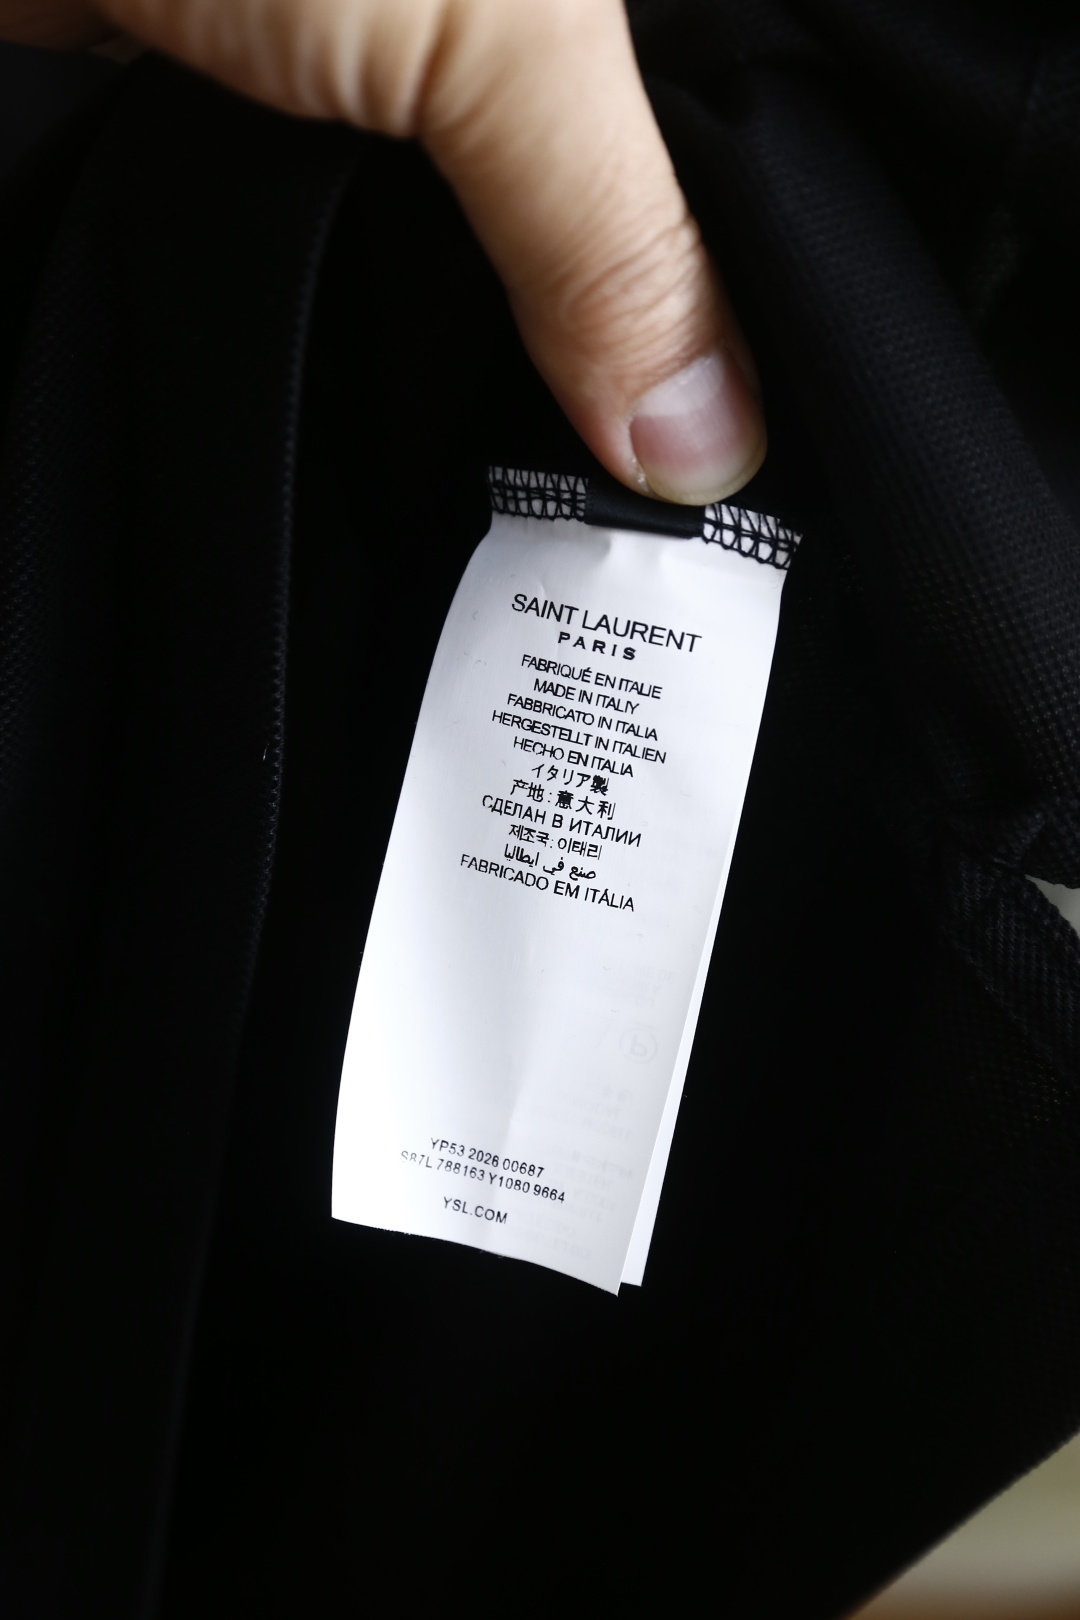 SAINT LAURENT
PARIS
FABRIQUÉ EN ITALIE
MADE IN ITALIY
FABBRICATO IN ITALIA
HERGESTELLT IN ITALIEN
HECHO EN ITALIA
イタリア製
产地:意大利
СДЕЛАН В ИТАЛИИ
제조국:이태리
صنع في ايطاليا
FABRICADO EM ITÁLIA
YP53 2026 00687
S87L 788163 Y1080 9664
YSL.COM